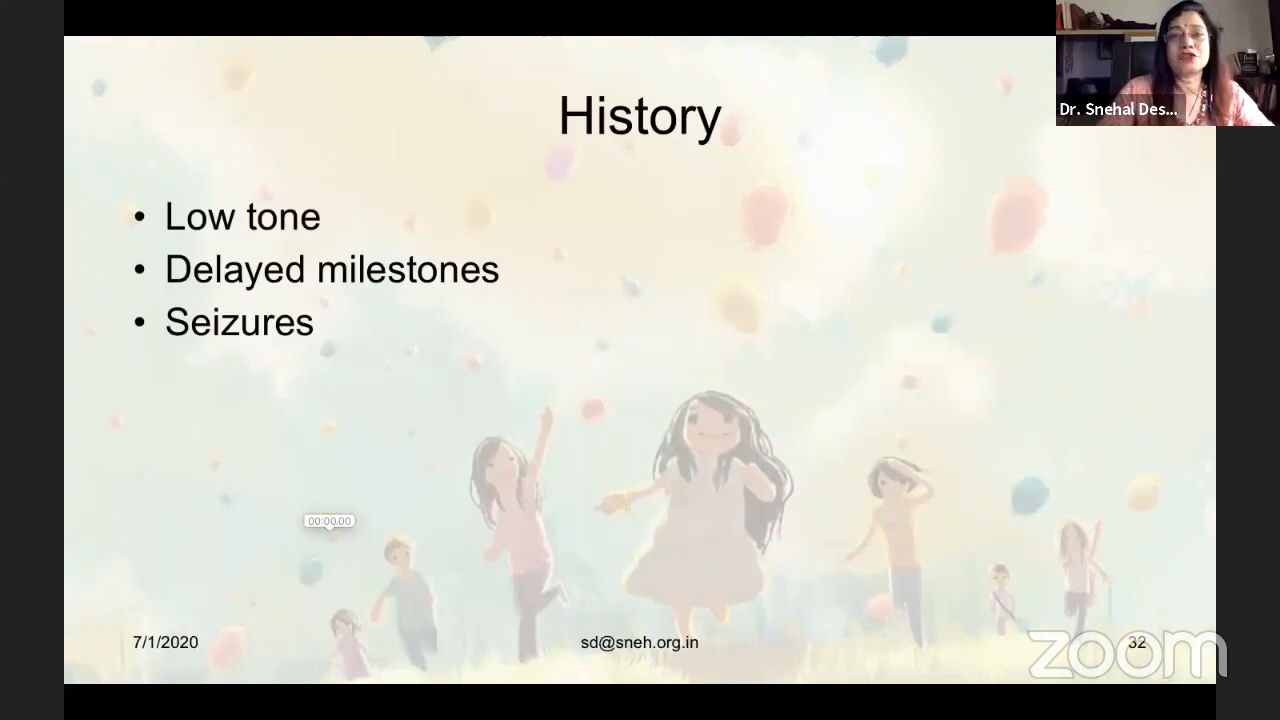 Dr. Snehal Des...
History
• Low tone
• Delayed milestones
• Seizures
00:00.00
7/1/2020
sd@sneh.org.in
32
zoom